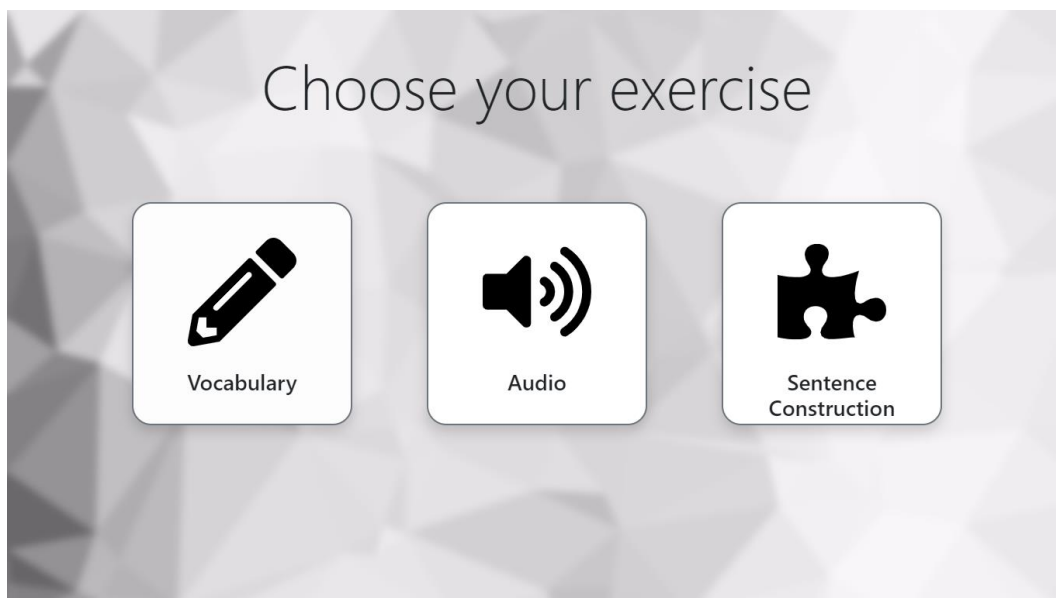 Choose your exercise
Vocabulary
Audio
Sentence
Construction